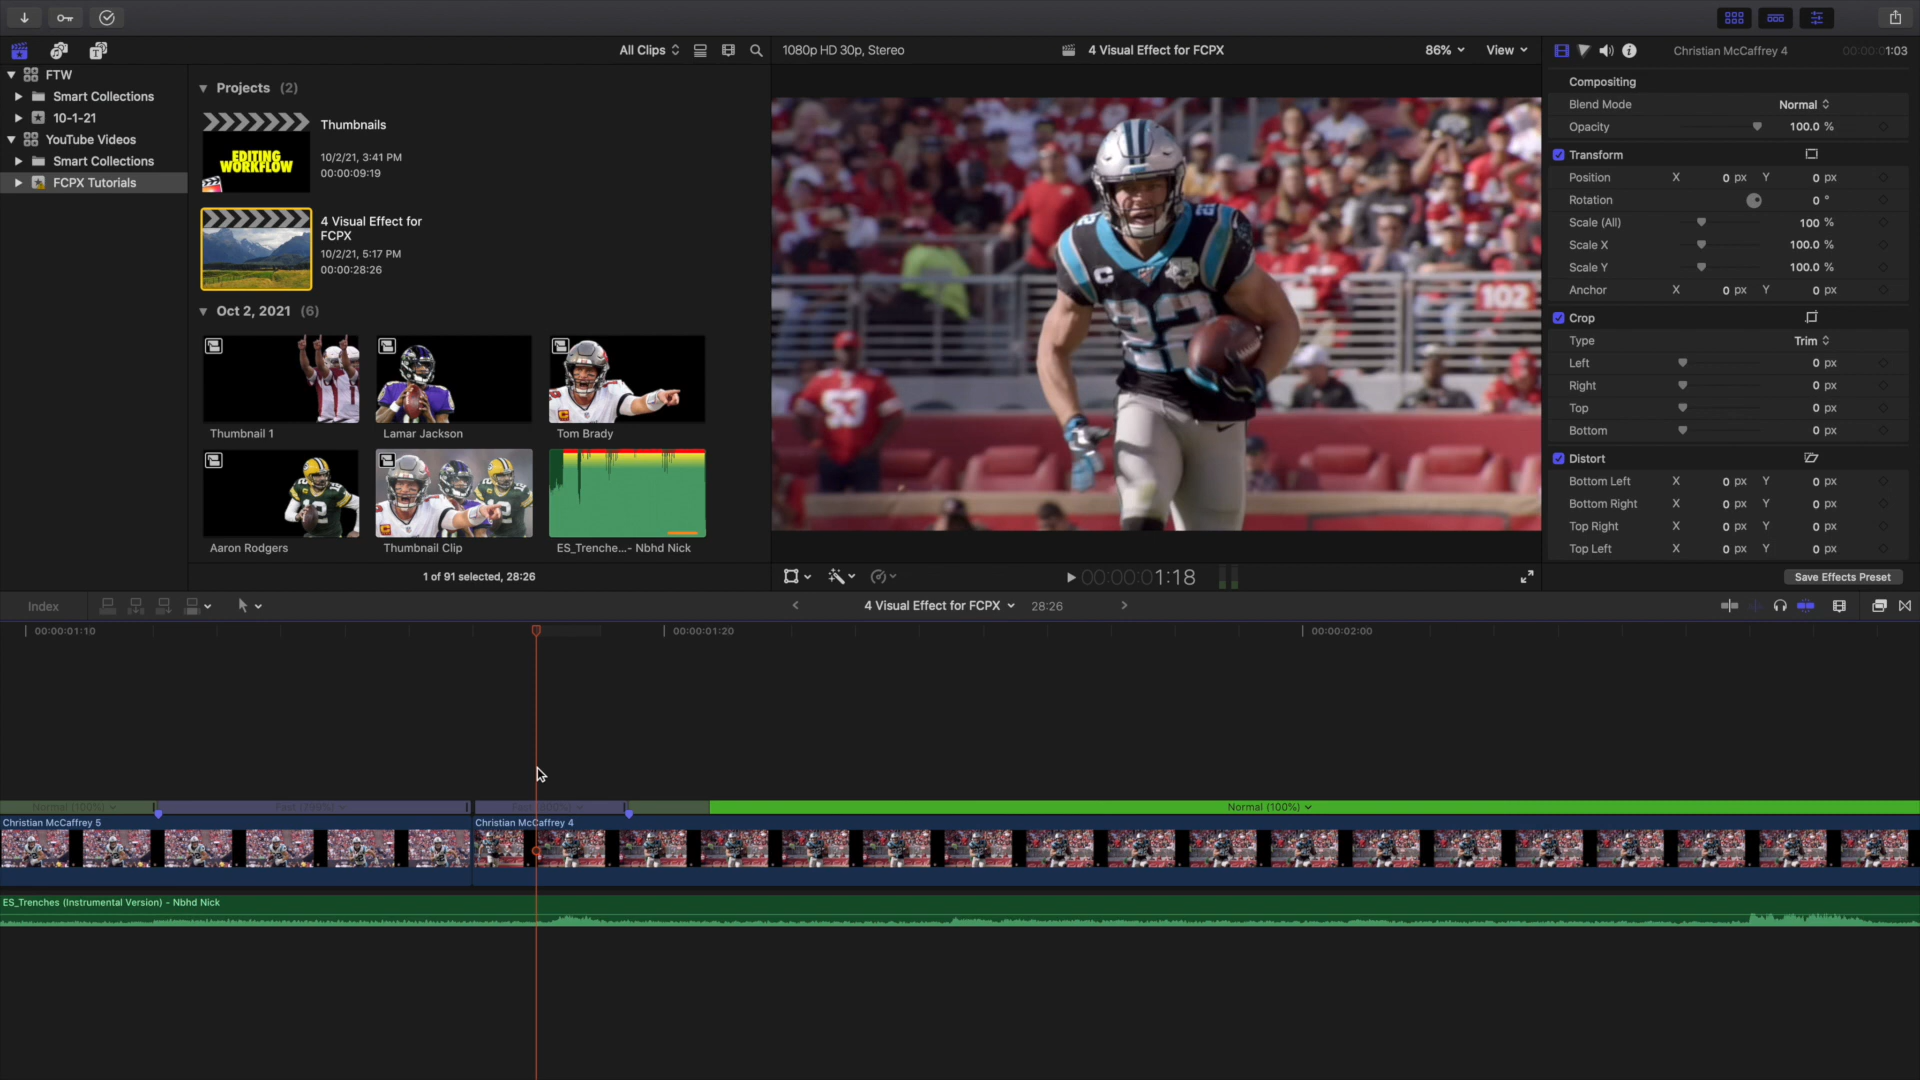 All Clips
1080p HD 30p, Stereo
4 Visual Effect for FCPX
86%
View
Christian McCaffrey 4
00:00:01:03
FTW
Smart Collections
10-1-21
YouTube Videos
Smart Collections
FCPX Tutorials
Projects (2)
EDITING
WORKFLOW
Thumbnails
10/2/21, 3:41 PM
00:00:09:19
4 Visual Effect for
FCPX
10/2/21, 5:17 PM
00:00:28:26
Oct 2, 2021 (6)
Thumbnail 1
Lamar Jackson
Tom Brady
Aaron Rodgers
Thumbnail Clip
ES_Trenche...- Nbhd Nick
1 of 91 selected, 28:26
C
22
102
53
00:00:00:01:18
Compositing
Blend Mode Normal
Opacity 100.0 %
Transform
Position X 0 px Y 0 px
Rotation 0 °
Scale (All) 100 %
Scale X 100.0 %
Scale Y 100.0 %
Anchor X 0 px Y 0 px
Crop
Type Trim
Left 0 px
Right 0 px
Top 0 px
Bottom 0 px
Distort
Bottom Left X 0 px Y 0 px
Bottom Right X 0 px Y 0 px
Top Right X 0 px Y 0 px
Top Left X 0 px Y 0 px
Save Effects Preset
Index
4 Visual Effect for FCPX
28:26
00:00:01:10
00:00:01:20
00:00:02:00
Normal (100%)
Normal (100%)
Christian McCaffrey 5
Christian McCaffrey 4
ES_Trenches (Instrumental Version) - Nbhd Nick